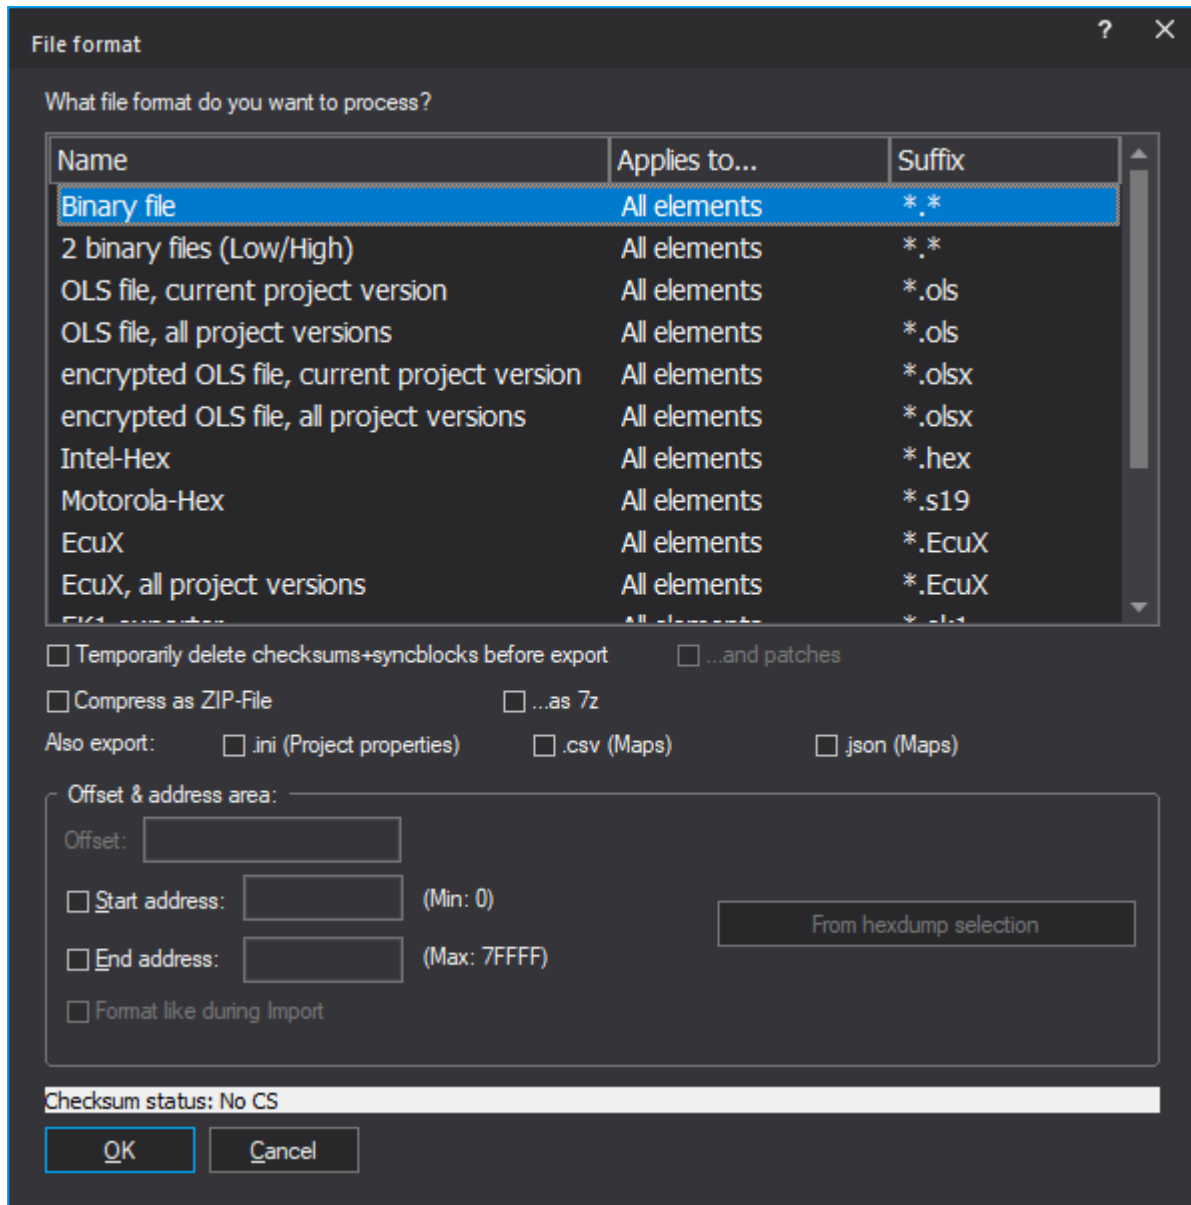 File format
?
What file format do you want to process?
Name Applies to... Suffix
Binary file All elements *.*
2 binary files (Low/High) All elements *.*
OLS file, current project version All elements *.ols
OLS file, all project versions All elements *.ols
encrypted OLS file, current project version All elements *.olsx
encrypted OLS file, all project versions All elements *.olsx
Intel-Hex All elements *.hex
Motorola-Hex All elements *.s19
EcuX All elements *.EcuX
EcuX, all project versions All elements *.EcuX
Temporarily delete checksums+syncblocks before export ...and patches
Compress as ZIP-File ...as 7z
Also export: .ini (Project properties) .csv (Maps) .json (Maps)
Offset & address area:
Offset:
Start address: (Min: 0)
From hexdump selection
End address: (Max: 7FFFF)
Format like during Import
Checksum status: No CS
OK Cancel